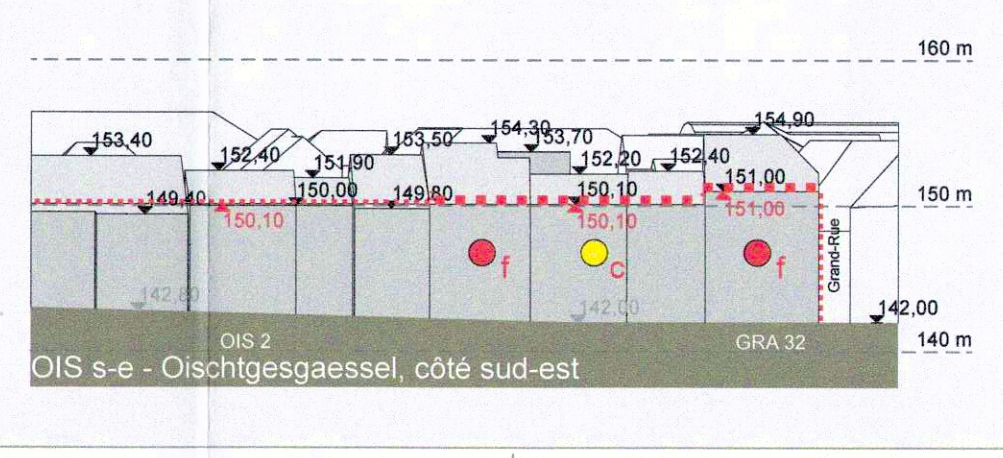 160 m
154,90
153,40
153,50
154,30
153,70
152,40
151,90
152,20
152,40
149,40
150,00
149,80
150,10
151,00
150 m
150,10
150,10
151,00
f
c
f
Grand-Rue
142,80
142,00
142,00
OIS 2
GRA 32
140 m
OIS s-e - Oischtgesgaessel, côté sud-est